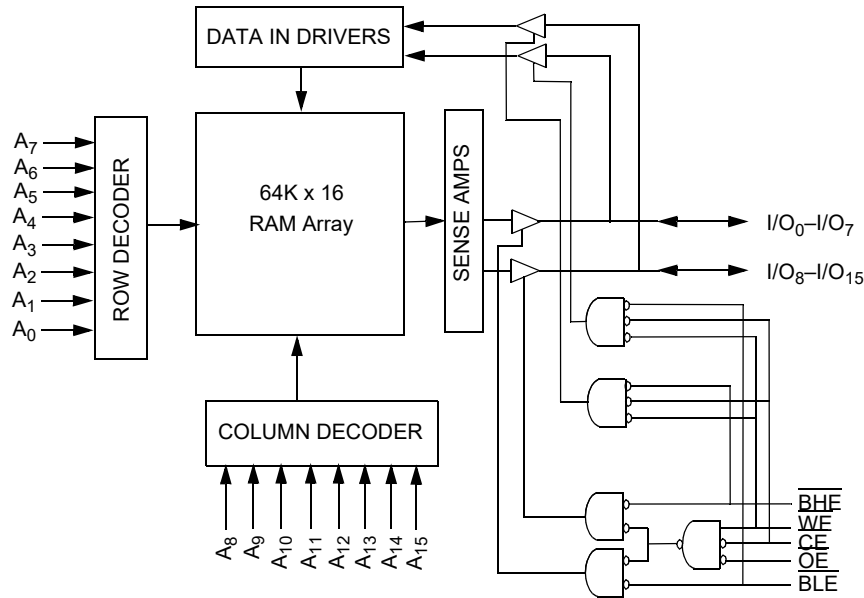 DATA IN DRIVERS
A7
A6
A5
A4
A3
A2
A1
A0
ROW DECODER
64K x 16
RAM Array
SENSE AMPS
I/O0–I/O7
I/O8–I/O15
COLUMN DECODER
A8
A9
A10
A11
A12
A13
A14
A15
BHE
WE
CE
OE
BLE